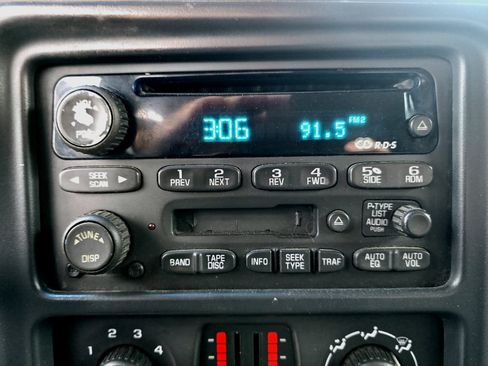 VOL
PWR
3:06
91.5 FM2
CD R·D·S
SEEK
SCAN
1
PREV
2
NEXT
3
REV
4
FWD
5
SIDE
6
RDM
P-TYPE
LIST
AUDIO
PUSH
TUNE
DISP
BAND
TAPE
DISC
INFO
SEEK
TYPE
TRAF
AUTO
EQ
AUTO
VOL
1
2
3
4
4